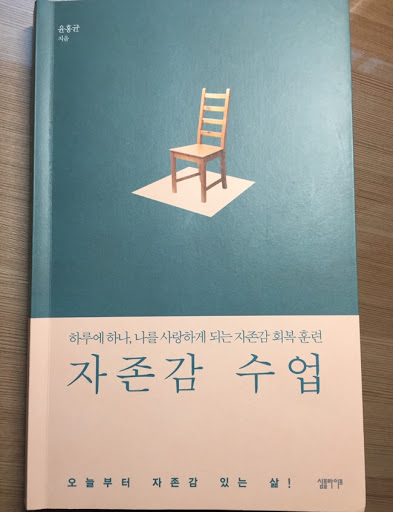 윤홍균
지음
하루에 하나, 나를 사랑하게 되는 자존감 회복 훈련
자존감 수업
오늘부터 자존감 있는 삶!
심플라이프